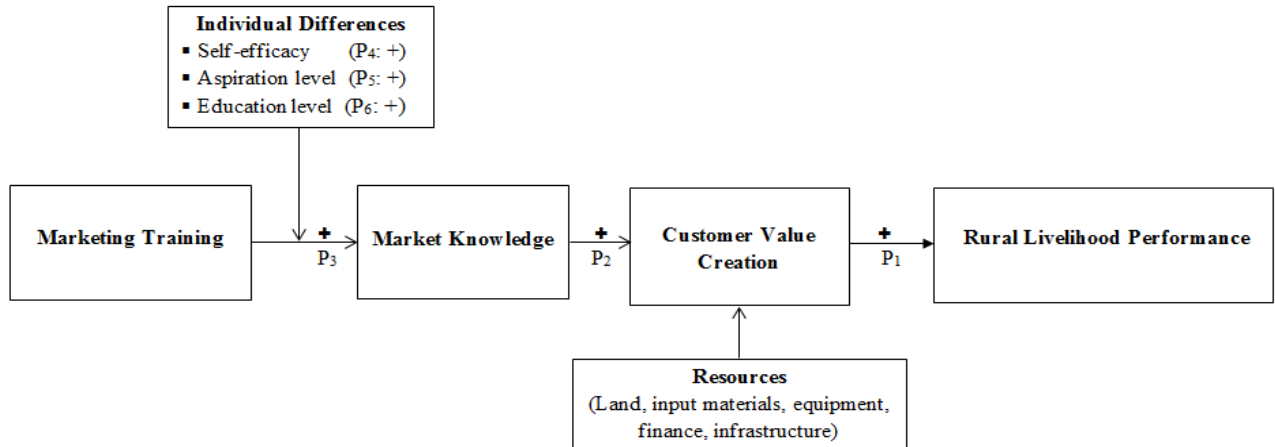 Individual Differences
▪ Self-efficacy (P₄: +)
▪ Aspiration level (P₅: +)
▪ Education level (P₆: +)
Marketing Training
+
P₃
Market Knowledge
+
P₂
Customer Value
Creation
+
P₁
Rural Livelihood Performance
Resources
(Land, input materials, equipment,
finance, infrastructure)